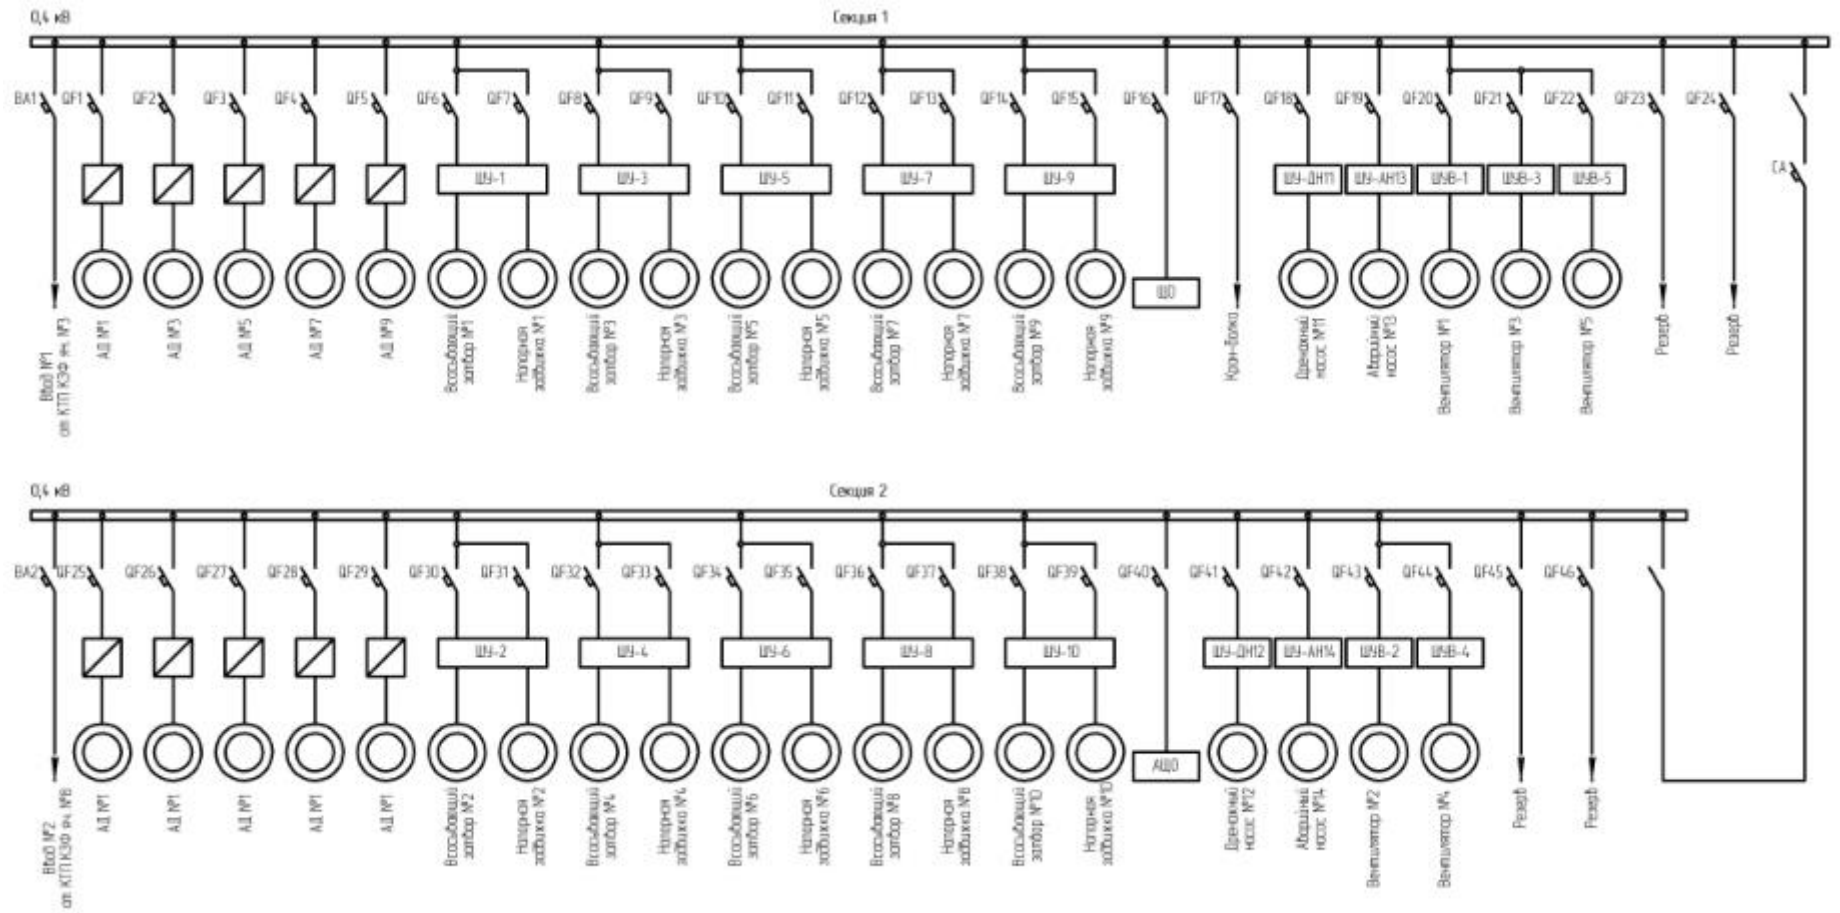 0,4 кВ
Секция 1
ВА1 QF1 QF2 QF3 QF4 QF5 QF6 QF7 QF8 QF9 QF10 QF11 QF12 QF13 QF14 QF15 QF16 QF17 QF18 QF19 QF20 QF21 QF22 QF23 QF24
СА
ШУ-1 ШУ-3 ШУ-5 ШУ-7 ШУ-9 ШУ-ДН11 ШУ-АН13 ШУВ-1 ШУВ-3 ШУВ-5
ЩО
Ввод №1
от КТП КЭФ яч. №3
АД №1
АД №3
АД №5
АД №7
АД №9
Всасывающий
затвор №1
Напорная
задвижка №1
Всасывающий
затвор №3
Напорная
задвижка №3
Всасывающий
затвор №5
Напорная
задвижка №5
Всасывающий
затвор №7
Напорная
задвижка №7
Всасывающий
затвор №9
Напорная
задвижка №9
Кран-балка
Дренажный
насос №11
Аварийный
насос №13
Вентилятор №1
Вентилятор №3
Вентилятор №5
Резерв
Резерв
0,4 кВ
Секция 2
ВА2 QF25 QF26 QF27 QF28 QF29 QF30 QF31 QF32 QF33 QF34 QF35 QF36 QF37 QF38 QF39 QF40 QF41 QF42 QF43 QF44 QF45 QF46
ШУ-2 ШУ-4 ШУ-6 ШУ-8 ШУ-10 ШУ-ДН12 ШУ-АН14 ШУВ-2 ШУВ-4
АЩО
Ввод №2
от КТП КЭФ яч. №8
АД №1
АД №1
АД №1
АД №1
АД №1
Всасывающий
затвор №2
Напорная
задвижка №2
Всасывающий
затвор №4
Напорная
задвижка №4
Всасывающий
затвор №6
Напорная
задвижка №6
Всасывающий
затвор №8
Напорная
задвижка №8
Всасывающий
затвор №10
Напорная
задвижка №10
Дренажный
насос №12
Аварийный
насос №14
Вентилятор №2
Вентилятор №4
Резерв
Резерв